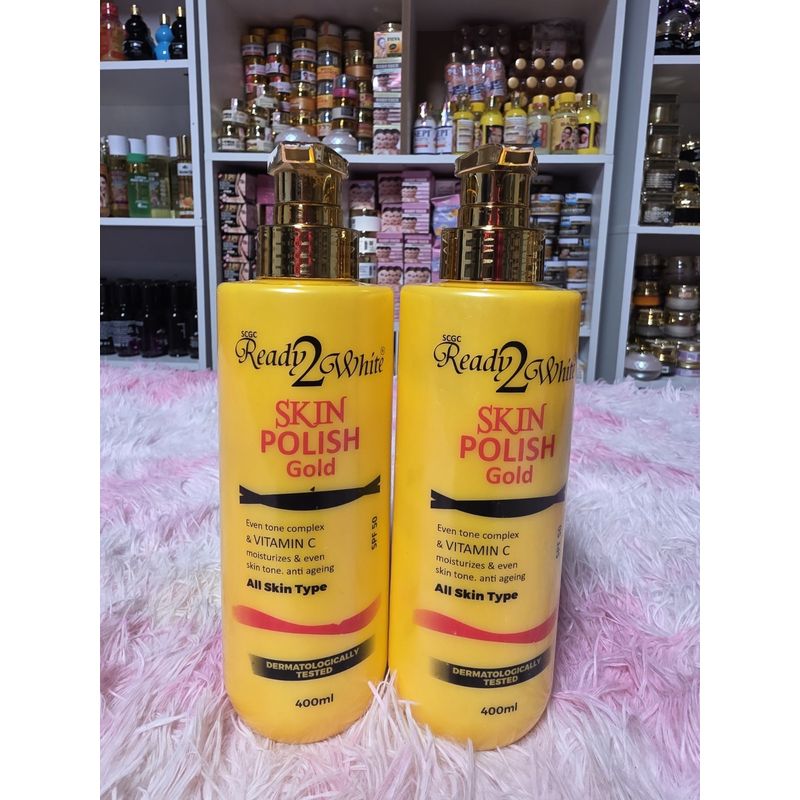 SCGC
Ready2White®
SKIN
POLISH
Gold
Even tone complex
& VITAMIN C
moisturizes & even
skin tone. anti ageing
SPF 50
All Skin Type
DERMATOLOGICALLY
TESTED
400ml
SCGC
Ready2White
SKIN
POLISH
Gold
Even tone complex
& VITAMIN C
moisturizes & even
skin tone. anti ageing
SPF 50
All Skin Type
DERMATOLOGICALLY
TESTED
400ml